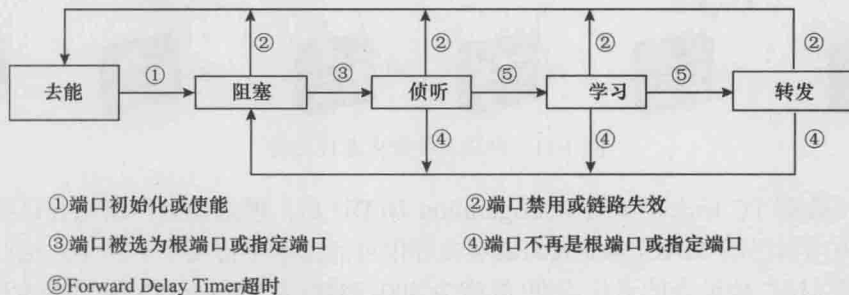 ② ② ② ②
去能 ① 阻塞 ③ 侦听 ⑤ 学习 ⑤ 转发
④ ④ ④
①端口初始化或使能 ②端口禁用或链路失效
③端口被选为根端口或指定端口 ④端口不再是根端口或指定端口
⑤Forward Delay Timer超时